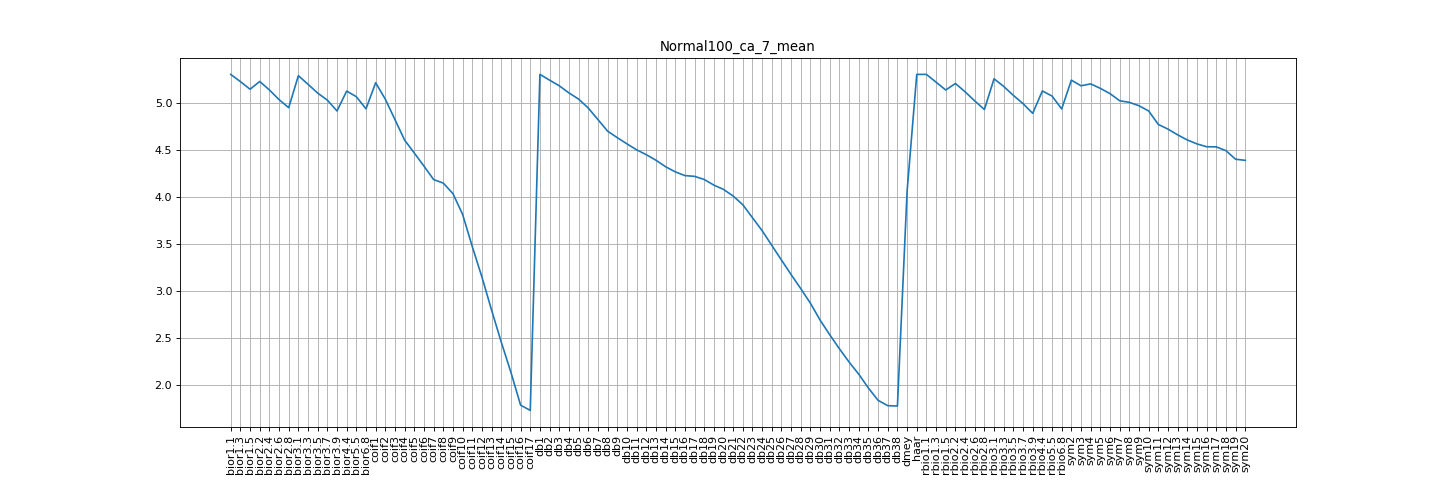 Normal100_ca_7_mean
5.0
4.5
4.0
3.5
3.0
2.5
2.0
bior1.1
bior1.3
bior1.5
bior2.2
bior2.4
bior2.6
bior2.8
bior3.1
bior3.3
bior3.5
bior3.7
bior3.9
bior4.4
bior5.5
bior6.8
coif1
coif2
coif3
coif4
coif5
coif6
coif7
coif8
coif9
coif10
coif11
coif12
coif13
coif14
coif15
coif16
coif17
db1
db2
db3
db4
db5
db6
db7
db8
db9
db10
db11
db12
db13
db14
db15
db16
db17
db18
db19
db20
db21
db22
db23
db24
db25
db26
db27
db28
db29
db30
db31
db32
db33
db34
db35
db36
db37
db38
dmey
haar
rbio1.1
rbio1.3
rbio1.5
rbio2.2
rbio2.4
rbio2.6
rbio2.8
rbio3.1
rbio3.3
rbio3.5
rbio3.7
rbio3.9
rbio4.4
rbio5.5
rbio6.8
sym2
sym3
sym4
sym5
sym6
sym7
sym8
sym9
sym10
sym11
sym12
sym13
sym14
sym15
sym16
sym17
sym18
sym19
sym20